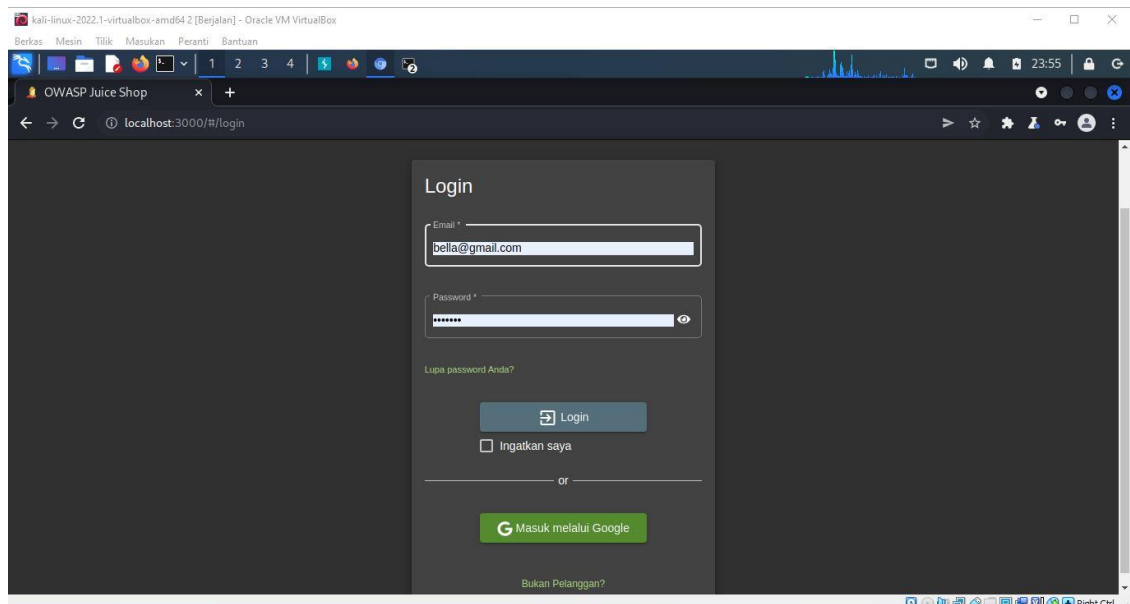 kali-linux-2022.1-virtualbox-amd64 2 [Berjalan] - Oracle VM VirtualBox
Berkas Mesin Tilik Masukan Peranti Bantuan
1 2 3 4 23:55
OWASP Juice Shop
localhost:3000/#/login
Login
Email *
bella@gmail.com
Password *
•••••••
Lupa password Anda?
Login
Ingatkan saya
or
G Masuk melalui Google
Bukan Pelanggan?
Right Ctrl